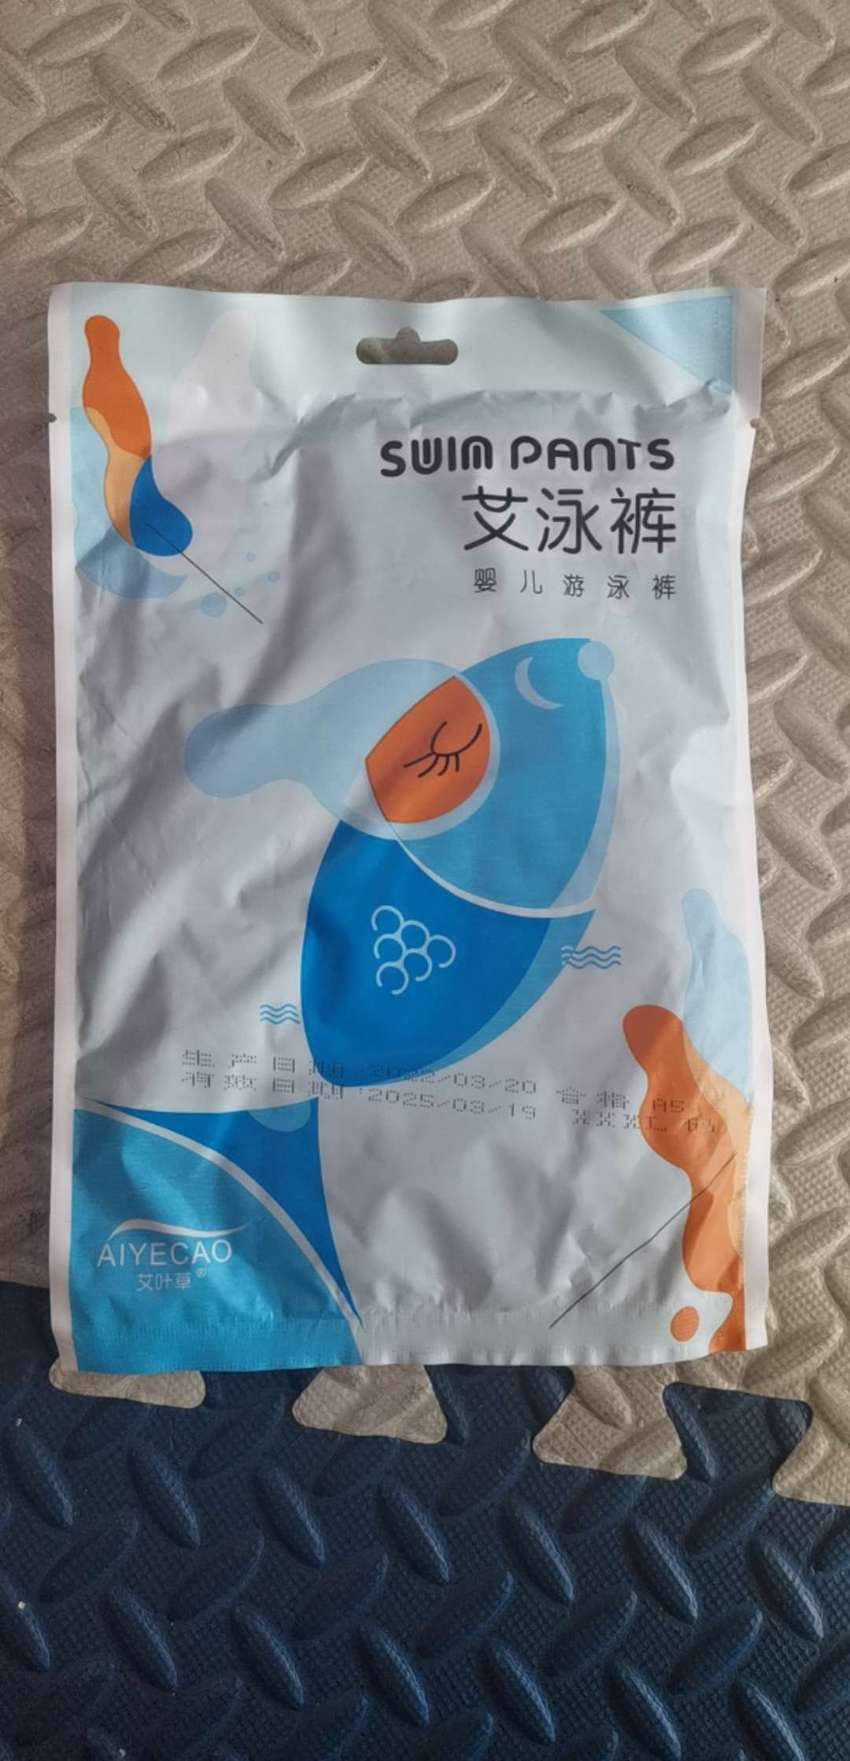 SWIM PANTS
艾泳裤
婴儿游泳裤
生产日期:2022/03/20 合格 A5
有效日期:2025/03/19
AIYECAO
艾叶草®